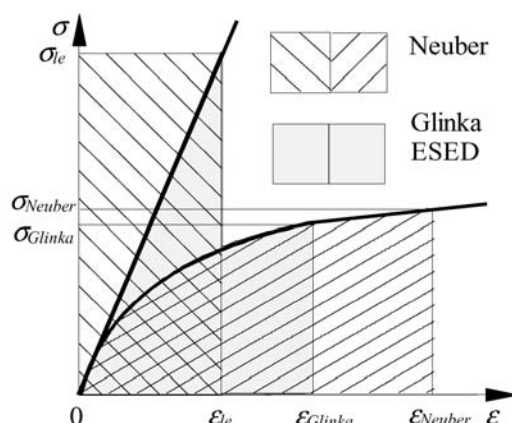 σ
σle
Neuber
Glinka
ESED
σNeuber
σGlinka
0
εle
εGlinka
εNeuber
ε